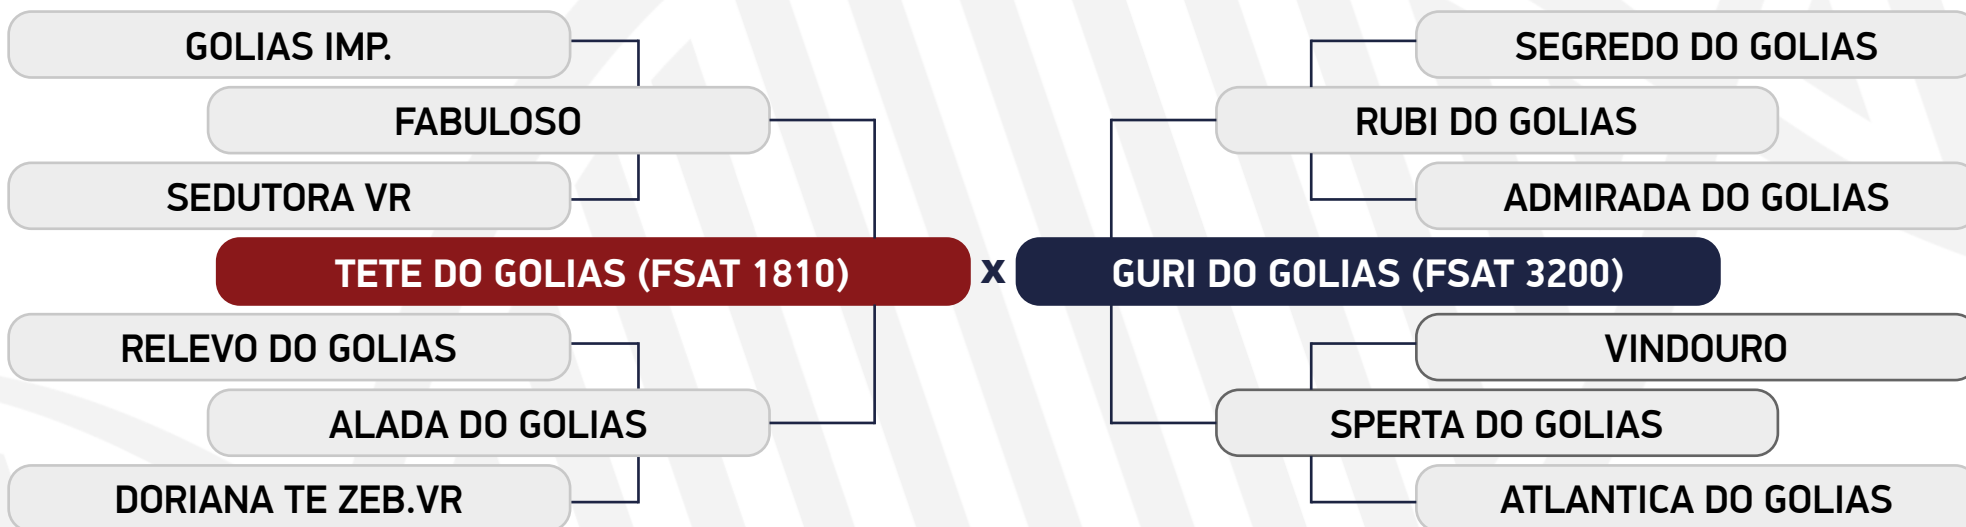 GOLIAS IMP.
SEGREDO DO GOLIAS
FABULOSO
RUBI DO GOLIAS
SEDUTORA VR
ADMIRADA DO GOLIAS
TETE DO GOLIAS (FSAT 1810) X GURI DO GOLIAS (FSAT 3200)
RELEVO DO GOLIAS
VINDOURO
ALADA DO GOLIAS
SPERTA DO GOLIAS
DORIANA TE ZEB.VR
ATLANTICA DO GOLIAS